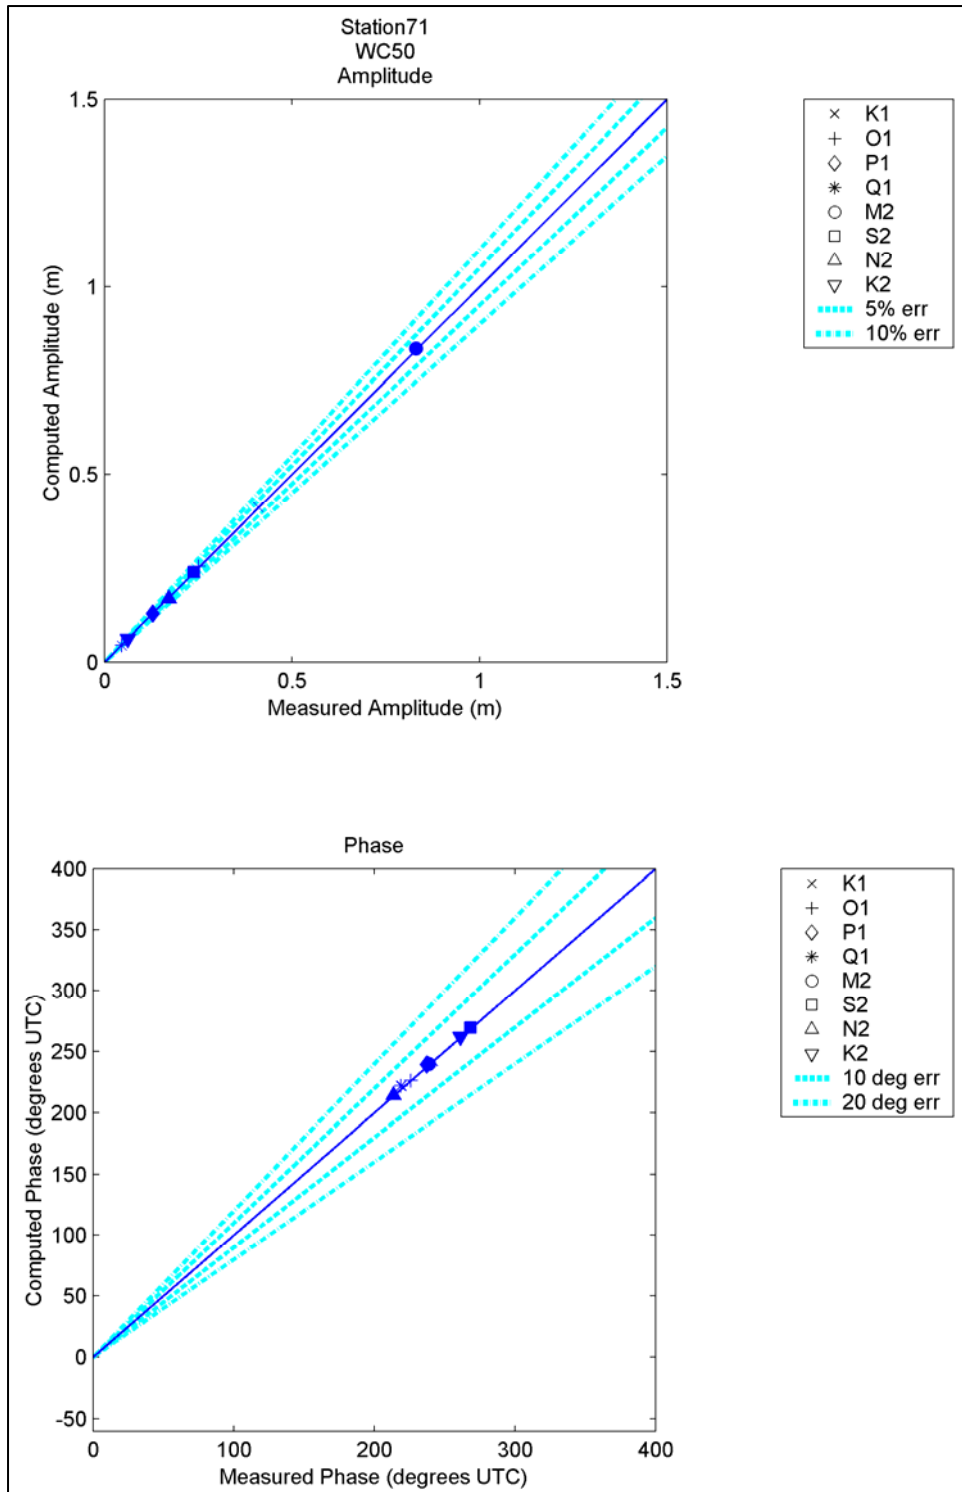 Station71
WC50
Amplitude
1.5
1
0.5
0
Computed Amplitude (m)
0 0.5 1 1.5
Measured Amplitude (m)
K1
O1
P1
Q1
M2
S2
N2
K2
5% err
10% err
Phase
400
350
300
250
200
150
100
50
0
-50
Computed Phase (degrees UTC)
0 100 200 300 400
Measured Phase (degrees UTC)
K1
O1
P1
Q1
M2
S2
N2
K2
10 deg err
20 deg err